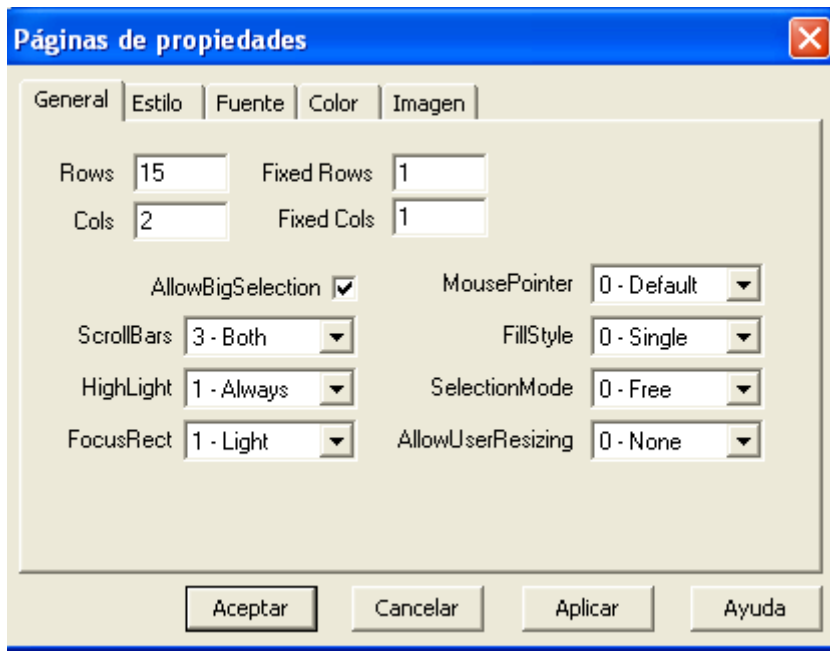 Páginas de propiedades
General Estilo Fuente Color Imagen
Rows 15 Fixed Rows 1
Cols 2 Fixed Cols 1
AllowBigSelection MousePointer 0 - Default
ScrollBars 3 - Both FillStyle 0 - Single
HighLight 1 - Always SelectionMode 0 - Free
FocusRect 1 - Light AllowUserResizing 0 - None
Aceptar Cancelar Aplicar Ayuda